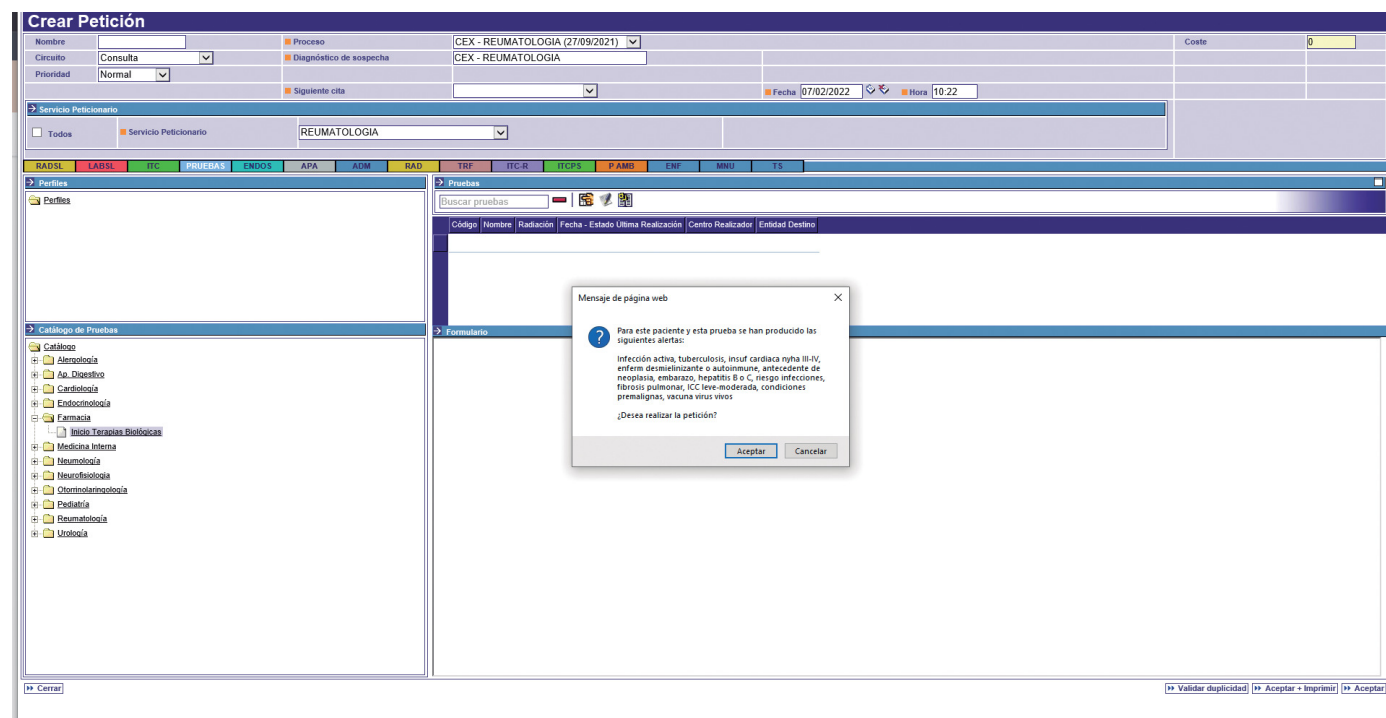 Crear Petición
Nombre
Proceso
CEX - REUMATOLOGIA (27/09/2021)
Coste
0
Circuito
Consulta
Diagnóstico de sospecha
CEX - REUMATOLOGIA
Prioridad
Normal
Siguiente cita
Fecha 07/02/2022
Hora 10:22
Servicio Peticionario
Todos
Servicio Peticionario
REUMATOLOGIA
RADSL LABSL ITC PRUEBAS ENDOS APA ADM RAD TRF ITC-R ITCPS P AMB ENF MNU TS
Perfiles
Perfiles
Pruebas
Buscar pruebas
Código Nombre Radiación Fecha - Estado Última Realización Centro Realizador Entidad Destino
Mensaje de página web
Para este paciente y esta prueba se han producido las
siguientes alertas:
Infección activa, tuberculosis, insuf cardiaca nyha III-IV,
enferm desmielinizante o autoinmune, antecedente de
neoplasia, embarazo, hepatitis B o C, riesgo infecciones,
fibrosis pulmonar, ICC leve-moderada, condiciones
premalignas, vacuna virus vivos
¿Desea realizar la petición?
Aceptar
Cancelar
Catálogo de Pruebas
Catálogo
Alergología
Ap. Digestivo
Cardiología
Endocrinología
Farmacia
Inicio Terapias Biológicas
Medicina Interna
Neumología
Neurofisiologia
Otorrinolaringología
Pediatría
Reumatología
Urología
Formulario
Cerrar
Validar duplicidad
Aceptar + Imprimir
Aceptar